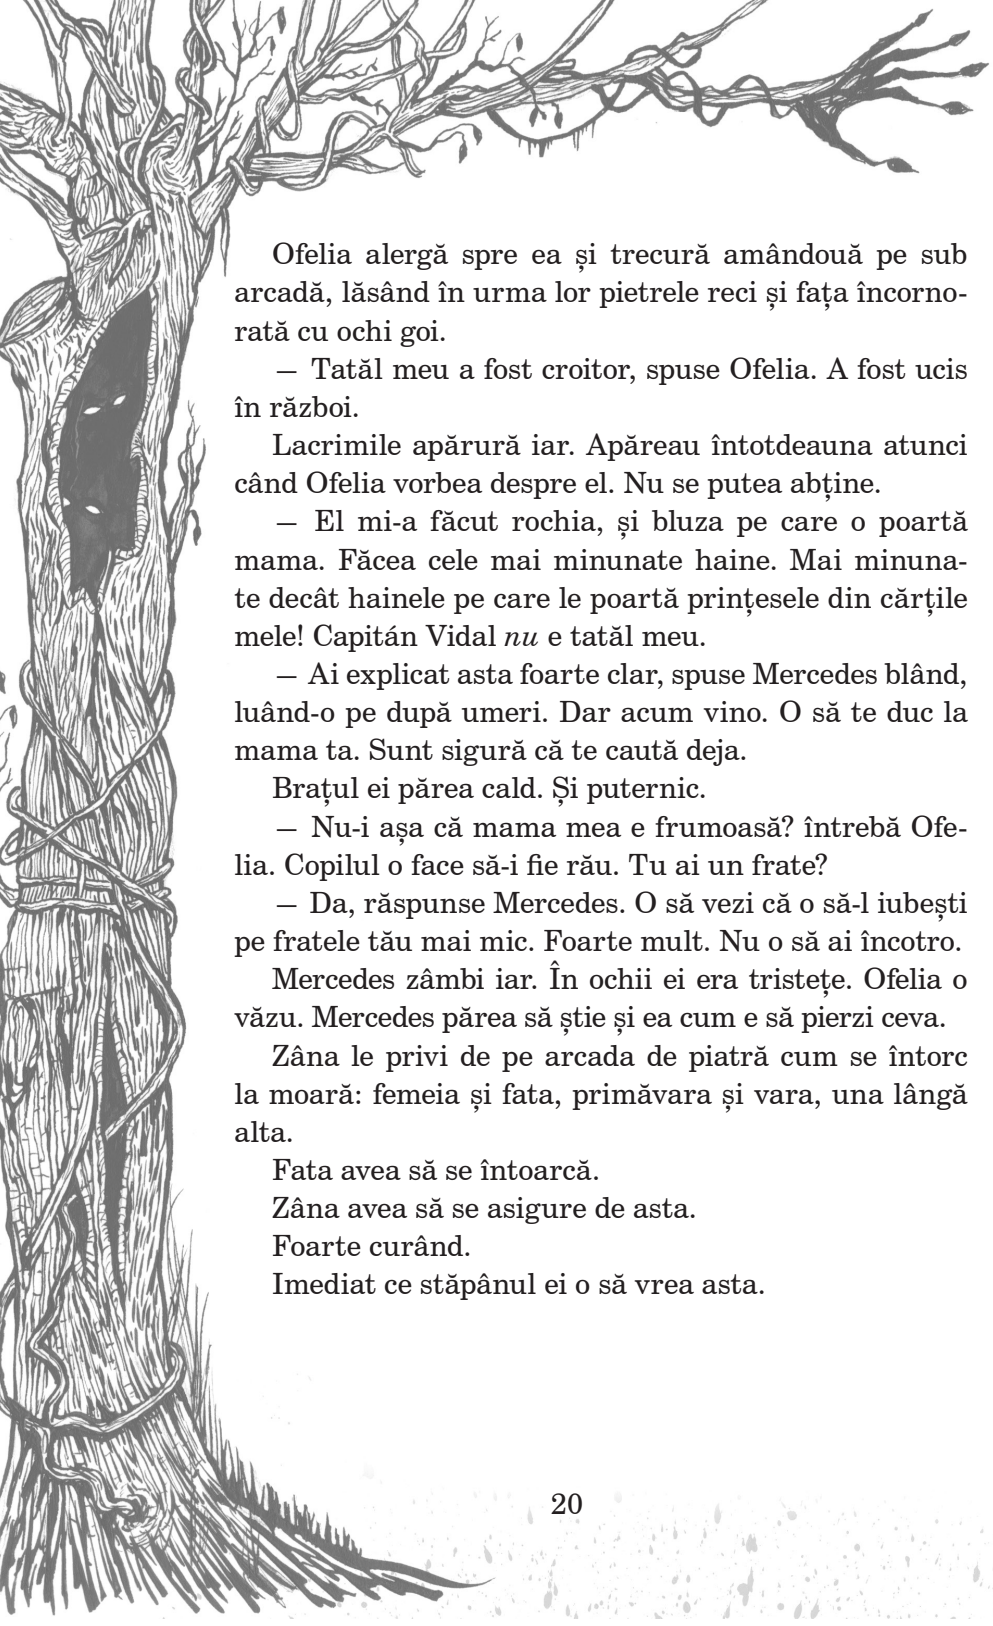 Ofelia alergă spre ea și trecură amândouă pe sub
arcadă, lăsând în urma lor pietrele reci și fața încorno-
rată cu ochi goi.
— Tatăl meu a fost croitor, spuse Ofelia. A fost ucis
în război.
Lacrimile apărură iar. Apăreau întotdeauna atunci
când Ofelia vorbea despre el. Nu se putea abține.
— El mi-a făcut rochia, și bluza pe care o poartă
mama. Făcea cele mai minunate haine. Mai minuna-
te decât hainele pe care le poartă prințesele din cărțile
mele! Capitán Vidal nu e tatăl meu.
— Ai explicat asta foarte clar, spuse Mercedes blând,
luând-o pe după umeri. Dar acum vino. O să te duc la
mama ta. Sunt sigură că te caută deja.
Brațul ei părea cald. Și puternic.
— Nu-i așa că mama mea e frumoasă? întrebă Ofe-
lia. Copilul o face să-i fie rău. Tu ai un frate?
— Da, răspunse Mercedes. O să vezi că o să-l iubești
pe fratele tău mai mic. Foarte mult. Nu o să ai încotro.
Mercedes zâmbi iar. În ochii ei era tristețe. Ofelia o
văzu. Mercedes părea să știe și ea cum e să pierzi ceva.
Zâna le privi de pe arcada de piatră cum se întorc
la moară: femeia și fata, primăvara și vara, una lângă
alta.
Fata avea să se întoarcă.
Zâna avea să se asigure de asta.
Foarte curând.
Imediat ce stăpânul ei o să vrea asta.
20